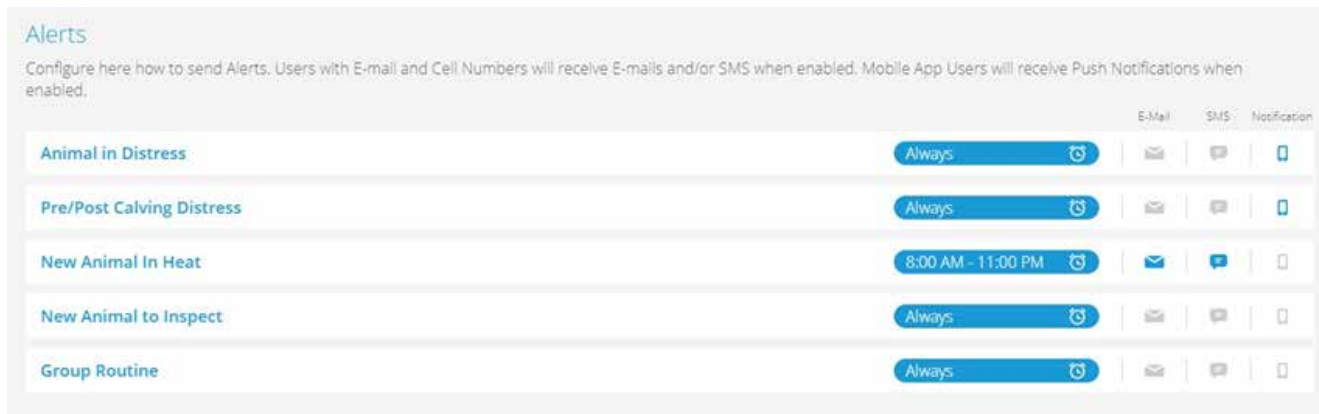 Alerts
Configure here how to send Alerts. Users with E-mail and Cell Numbers will receive E-mails and/or SMS when enabled. Mobile App Users will receive Push Notifications when
enabled.
E-Mail SMS Notification
Animal in Distress Always
Pre/Post Calving Distress Always
New Animal In Heat 8:00 AM - 11:00 PM
New Animal to Inspect Always
Group Routine Always